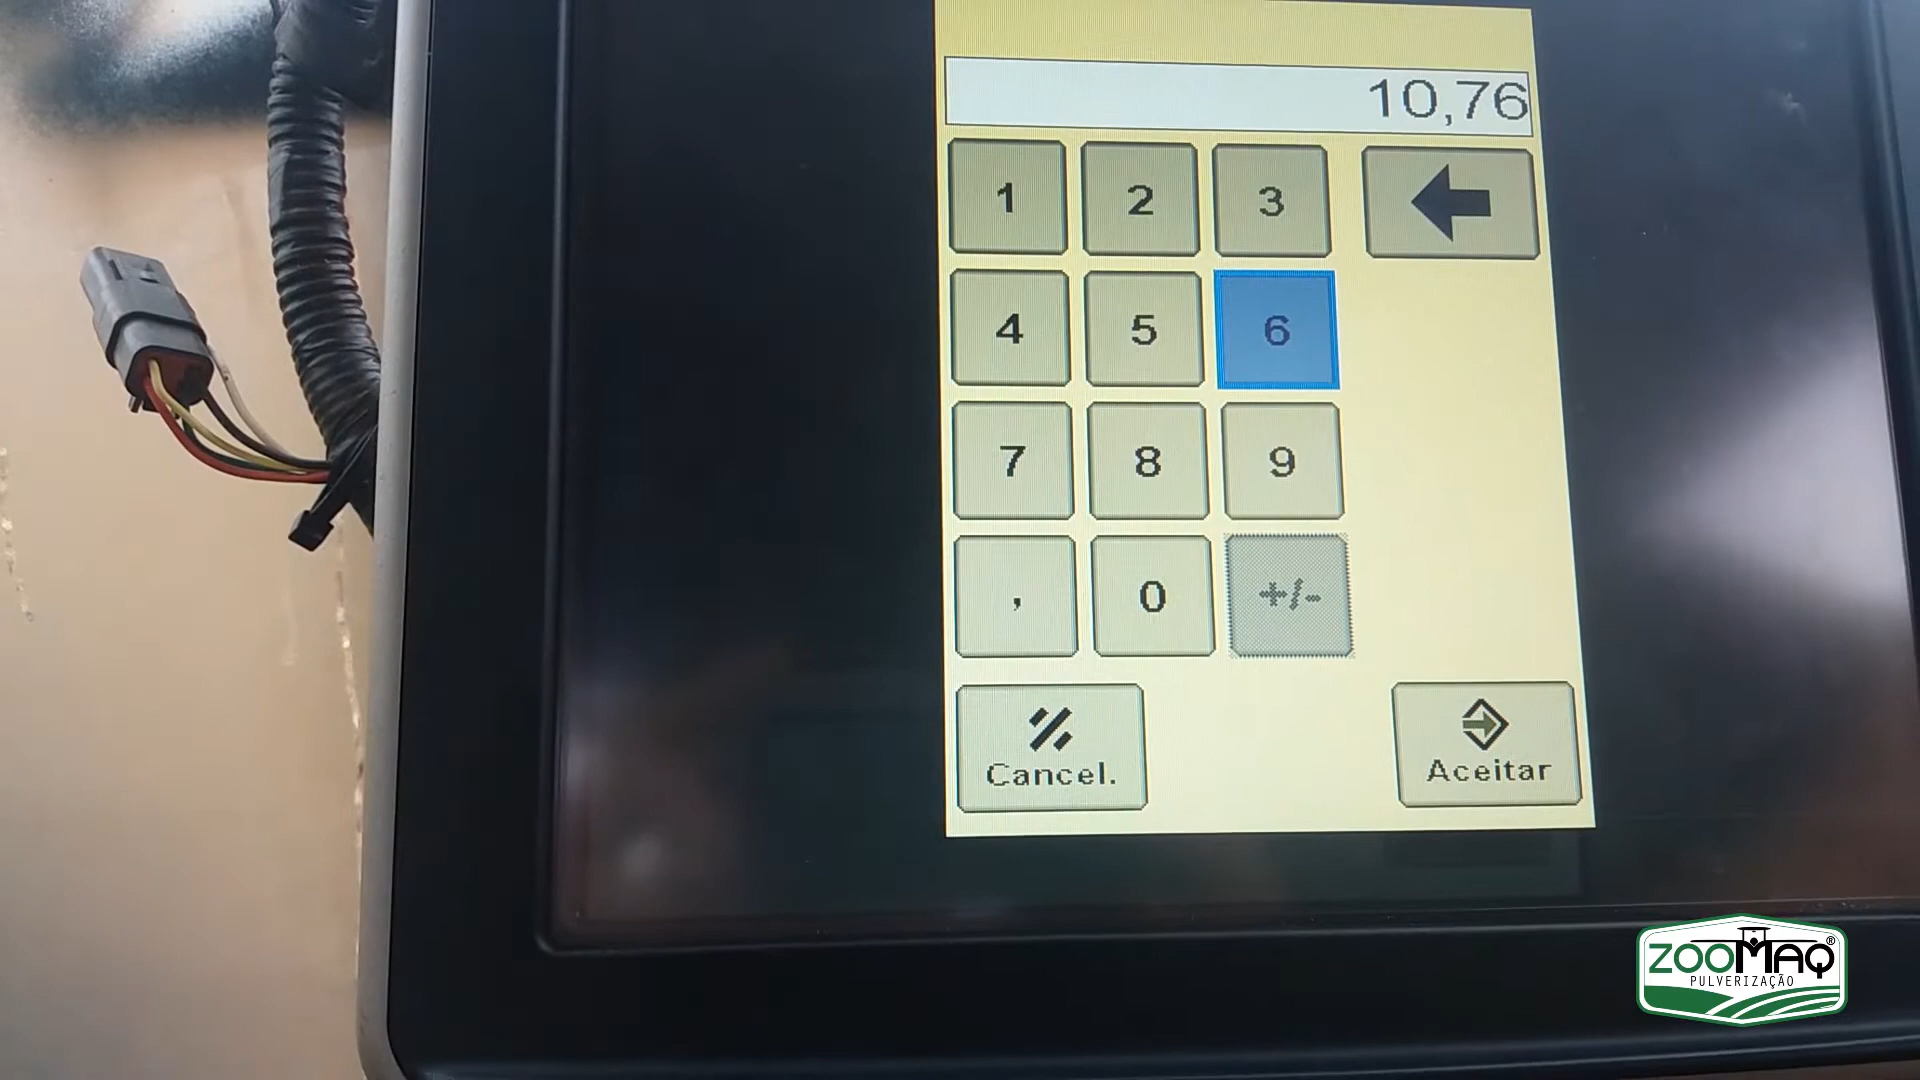 10,76
1 2 3
4 5 6
7 8 9
, 0 +/-
Cancel. Aceitar
ZOOMAQ®
PULVERIZAÇÃO